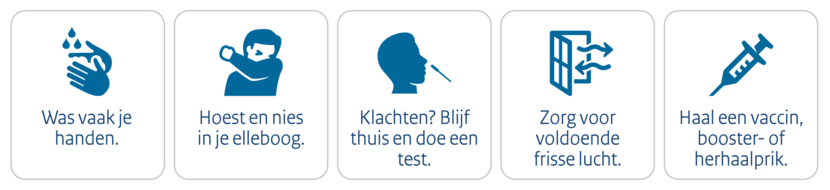 Was vaak je
handen.
Hoest en nies
in je elleboog.
Klachten? Blijf
thuis en doe een
test.
Zorg voor
voldoende
frisse lucht.
Haal een vaccin,
booster- of
herhaalprik.